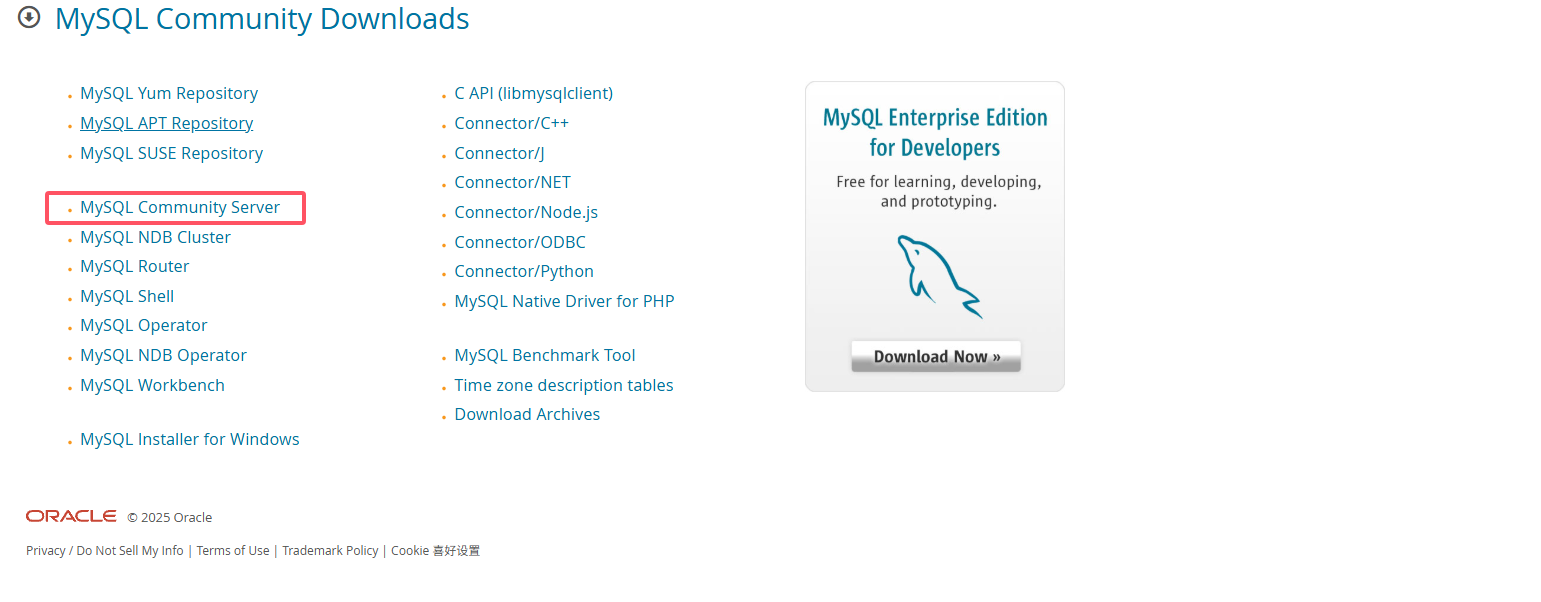 MySQL Community Downloads
MySQL Yum Repository
MySQL APT Repository
MySQL SUSE Repository
MySQL Community Server
MySQL NDB Cluster
MySQL Router
MySQL Shell
MySQL Operator
MySQL NDB Operator
MySQL Workbench
MySQL Installer for Windows
C API (libmysqlclient)
Connector/C++
Connector/J
Connector/NET
Connector/Node.js
Connector/ODBC
Connector/Python
MySQL Native Driver for PHP
MySQL Benchmark Tool
Time zone description tables
Download Archives
MySQL Enterprise Edition
for Developers
Free for learning, developing,
and prototyping.
Download Now »
ORACLE © 2025 Oracle
Privacy / Do Not Sell My Info | Terms of Use | Trademark Policy | Cookie 喜好设置